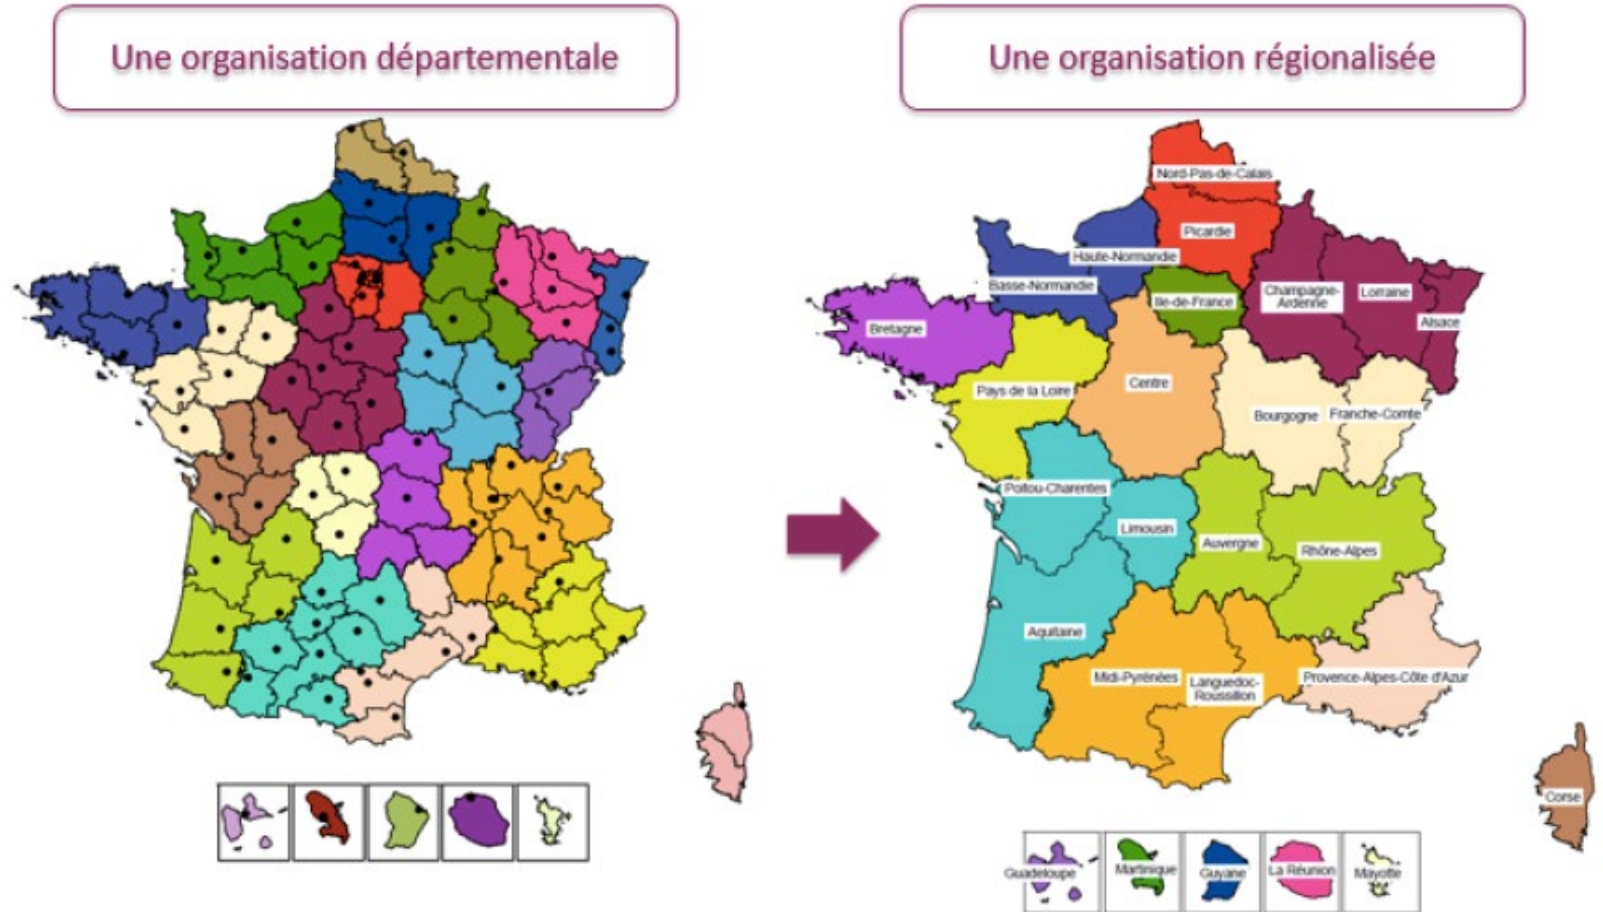 Une organisation départementale
Une organisation régionalisée
Nord-Pas-de-Calais
Picardie
Haute-Normandie
Basse-Normandie
Ile-de-France
Champagne-
Ardenne
Lorraine
Alsace
Bretagne
Pays de la Loire
Centre
Bourgogne
Franche-Comte
Poitou-Charentes
Limousin
Auvergne
Rhône-Alpes
Aquitaine
Midi-Pyrénées
Languedoc-
Roussillon
Provence-Alpes-Côte d'Azur
Corse
Guadeloupe
Martinique
Guyane
La Réunion
Mayotte